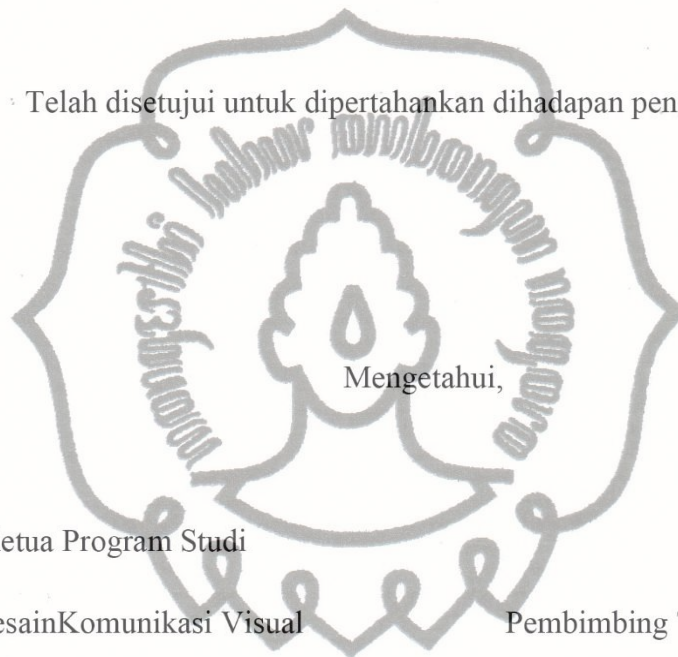 Telah disetujui untuk dipertahankan dihadapan pen
Mengetahui,
etua Program Studi
esainKomunikasi Visual Pembimbing